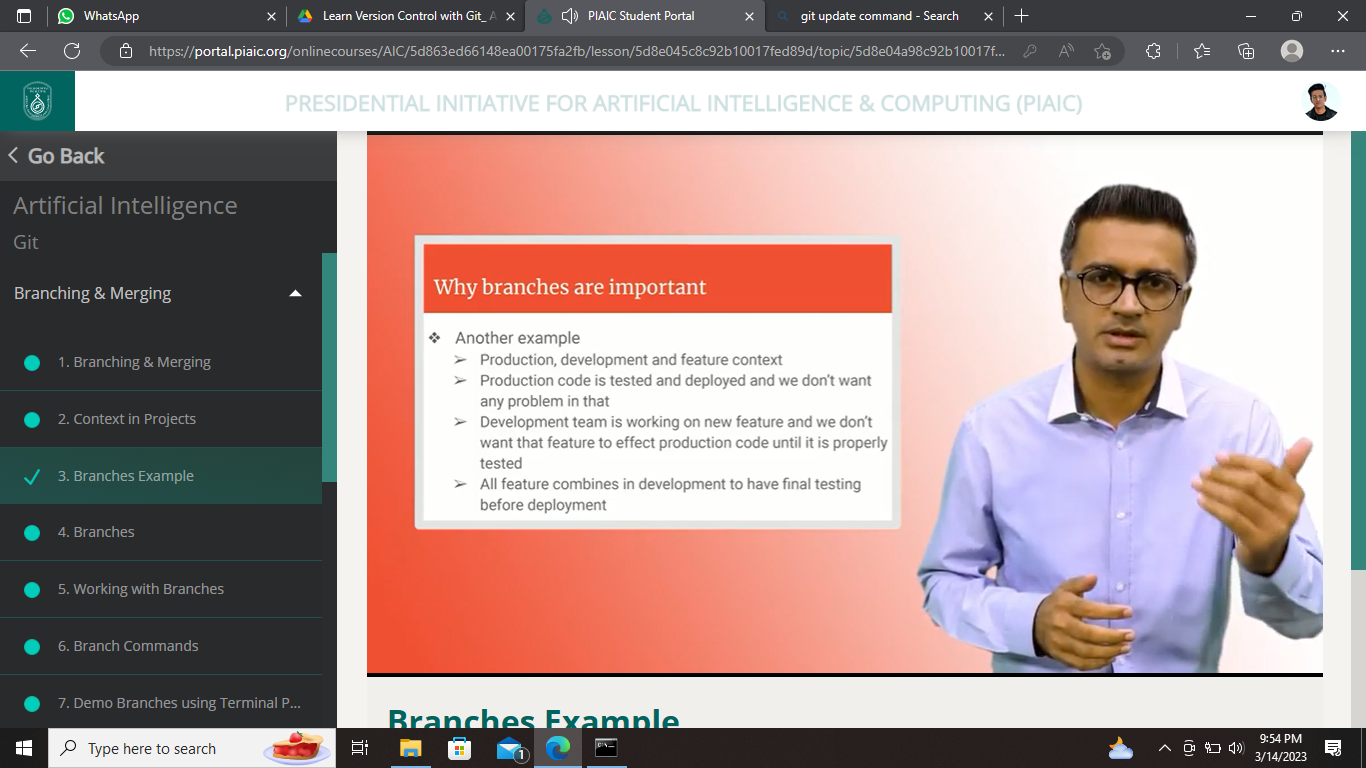 WhatsApp
Learn Version Control with Git_ A
PIAIC Student Portal
git update command - Search
https://portal.piaic.org/onlinecourses/AIC/5d863ed66148ea00175fa2fb/lesson/5d8e045c8c92b10017fed89d/topic/5d8e04a98c92b10017f...
PRESIDENTIAL INITIATIVE FOR ARTIFICIAL INTELLIGENCE & COMPUTING (PIAIC)
Go Back
Artificial Intelligence
Git
Branching & Merging
1. Branching & Merging
2. Context in Projects
3. Branches Example
4. Branches
5. Working with Branches
6. Branch Commands
7. Demo Branches using Terminal P...
Why branches are important
❖ Another example
➢ Production, development and feature context
➢ Production code is tested and deployed and we don't want
any problem in that
➢ Development team is working on new feature and we don't
want that feature to effect production code until it is properly
tested
➢ All feature combines in development to have final testing
before deployment
Branches Example
Type here to search
1
9:54 PM
3/14/2023